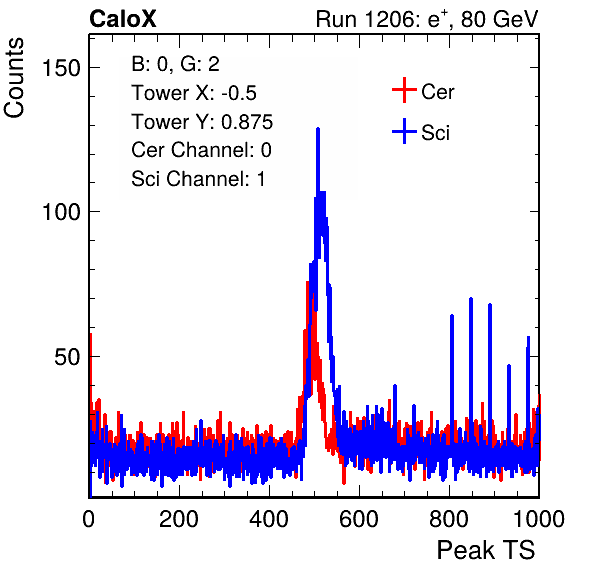 CaloX Run 1206: e⁺, 80 GeV
B: 0, G: 2
Tower X: -0.5
Tower Y: 0.875
Cer Channel: 0
Sci Channel: 1
Cer
Sci
Counts
150
100
50
0 200 400 600 800 1000
Peak TS